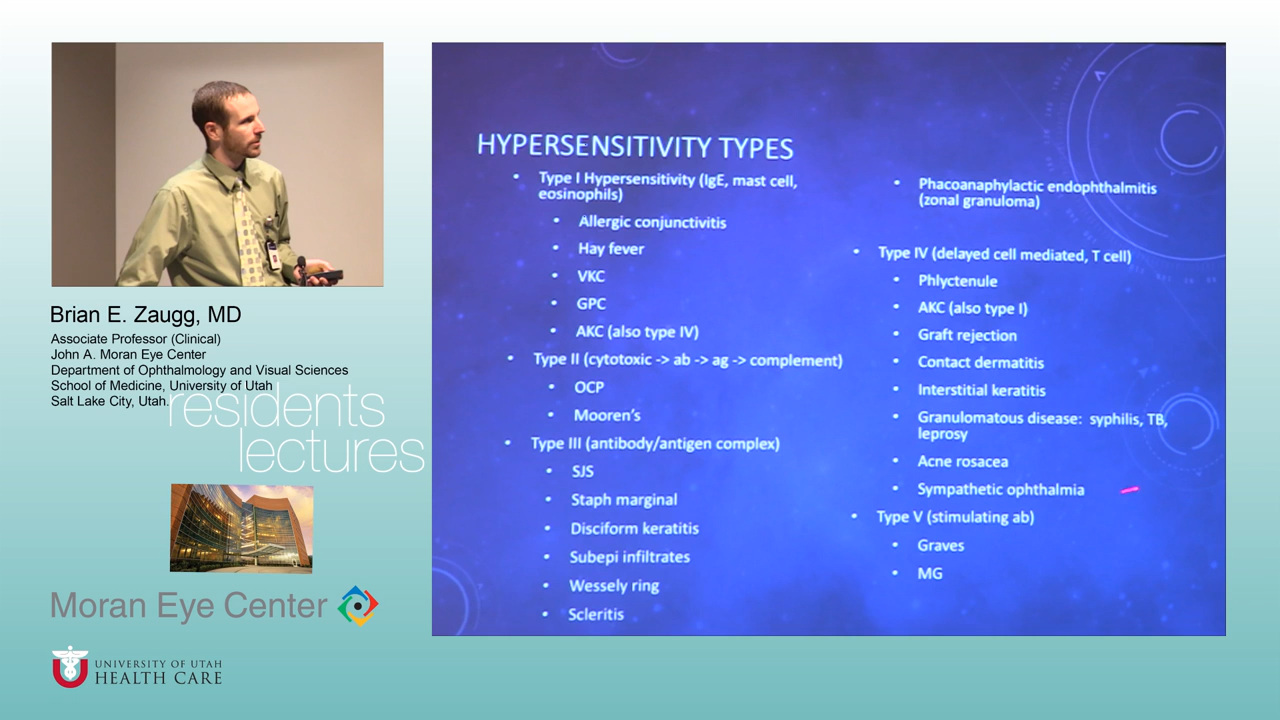 Brian E. Zaugg, MD
Associate Professor (Clinical)
John A. Moran Eye Center
Department of Ophthalmology and Visual Sciences
School of Medicine, University of Utah
Salt Lake City, Utah.
residents
lectures
Moran Eye Center
UNIVERSITY OF UTAH
HEALTH CARE
HYPERSENSITIVITY TYPES
• Type I Hypersensitivity (IgE, mast cell,
eosinophils)
• Allergic conjunctivitis
• Hay fever
• VKC
• GPC
• AKC (also type IV)
• Type II (cytotoxic -> ab -> ag -> complement)
• OCP
• Mooren's
• Type III (antibody/antigen complex)
• SJS
• Staph marginal
• Disciform keratitis
• Subepi infiltrates
• Wessely ring
• Scleritis
• Phacoanaphylactic endophthalmitis
(zonal granuloma)
• Type IV (delayed cell mediated, T cell)
• Phlyctenule
• AKC (also type I)
• Graft rejection
• Contact dermatitis
• Interstitial keratitis
• Granulomatous disease: syphilis, TB,
leprosy
• Acne rosacea
• Sympathetic ophthalmia
• Type V (stimulating ab)
• Graves
• MG